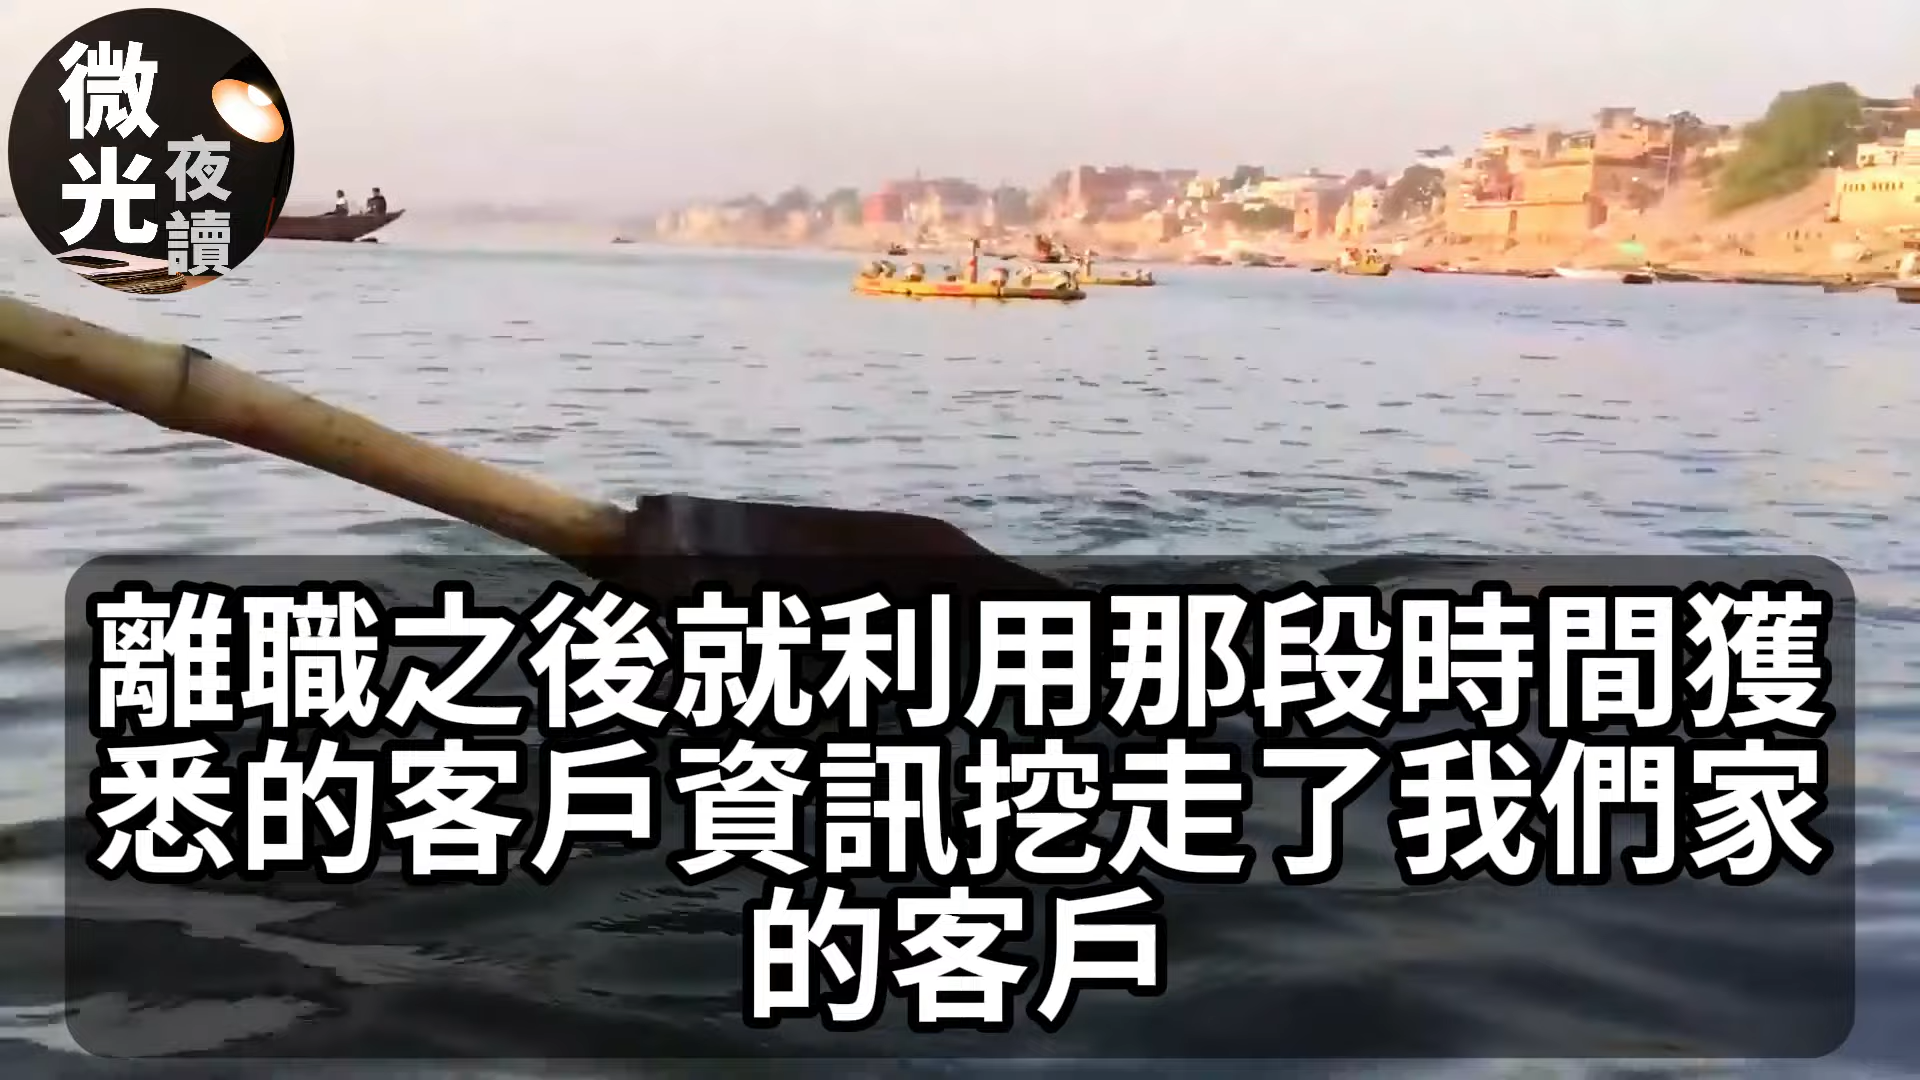 微光
夜讀
離職之後就利用那段時間獲
悉的客戶資訊挖走了我們家
的客戶